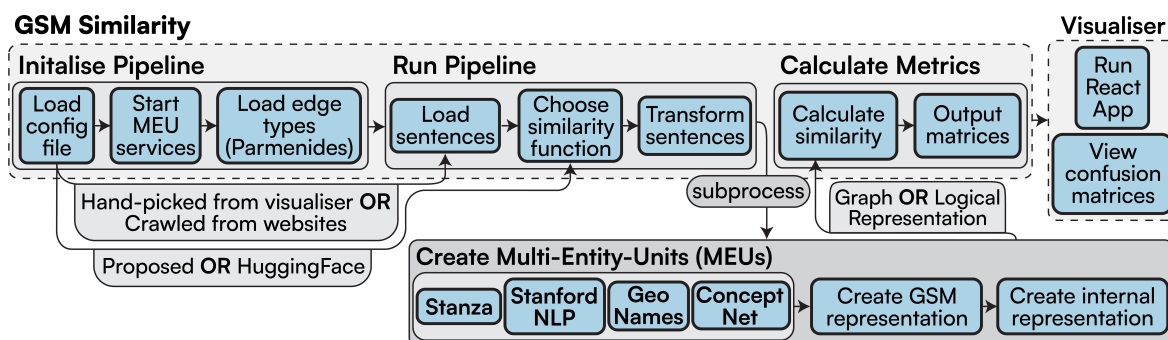 GSM Similarity
Visualiser
Initalise Pipeline
Run Pipeline
Calculate Metrics
Load
config
file
Start
MEU
services
Load edge
types
(Parmenides)
Load
sentences
Choose
similarity
function
Transform
sentences
Calculate
similarity
Output
matrices
Run
React
App
View
confusion
matrices
Hand-picked from visualiser OR
Crawled from websites
subprocess
Graph OR Logical
Representation
Proposed OR HuggingFace
Create Multi-Entity-Units (MEUs)
Stanza
Stanford
NLP
Geo
Names
Concept
Net
Create GSM
representation
Create internal
representation